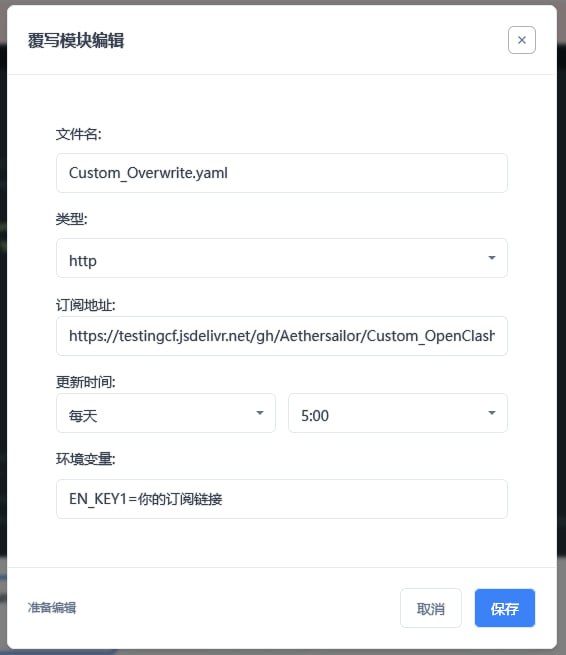 覆写模块编辑
×
文件名:
Custom_Overwrite.yaml
类型:
http
订阅地址:
https://testingcf.jsdelivr.net/gh/Aethersailor/Custom_OpenClash
更新时间:
每天
5:00
环境变量:
EN_KEY1=你的订阅链接
准备编辑
取消
保存